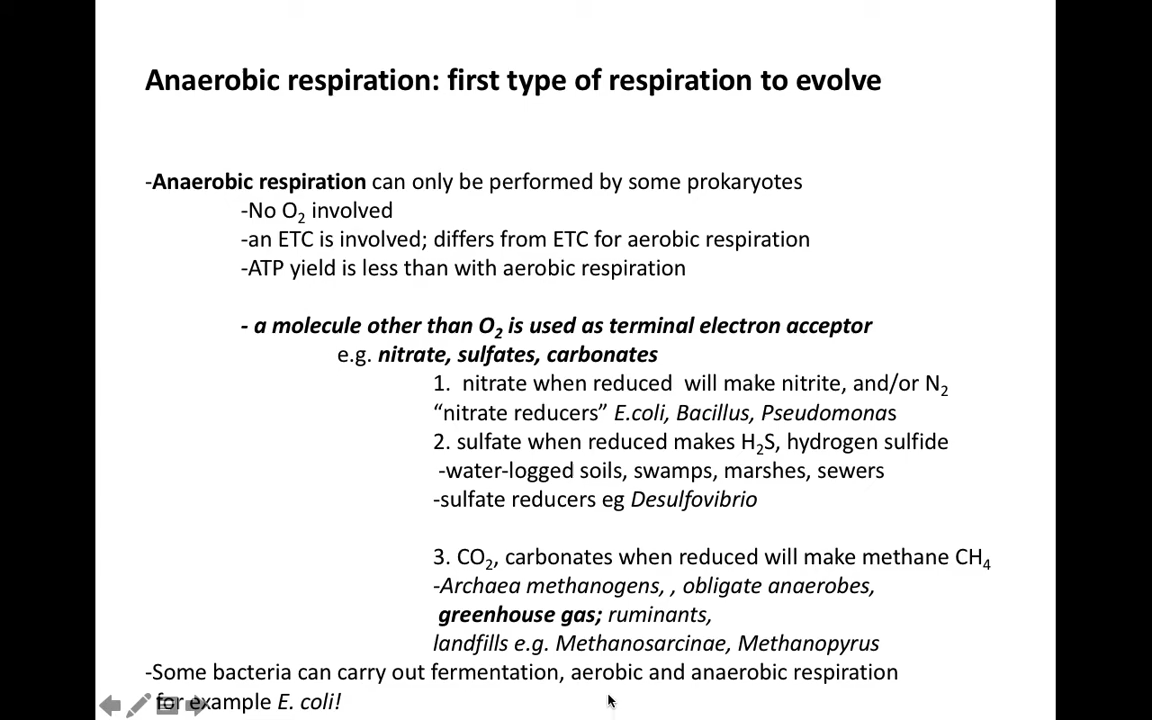 Anaerobic respiration: first type of respiration to evolve
-Anaerobic respiration can only be performed by some prokaryotes
-No O₂ involved
-an ETC is involved; differs from ETC for aerobic respiration
-ATP yield is less than with aerobic respiration
- a molecule other than O₂ is used as terminal electron acceptor
e.g. nitrate, sulfates, carbonates
1. nitrate when reduced will make nitrite, and/or N₂
“nitrate reducers” E.coli, Bacillus, Pseudomonas
2. sulfate when reduced makes H₂S, hydrogen sulfide
-water-logged soils, swamps, marshes, sewers
-sulfate reducers eg Desulfovibrio
3. CO₂, carbonates when reduced will make methane CH₄
-Archaea methanogens, , obligate anaerobes,
greenhouse gas; ruminants,
landfills e.g. Methanosarcinae, Methanopyrus
-Some bacteria can carry out fermentation, aerobic and anaerobic respiration
for example E. coli!